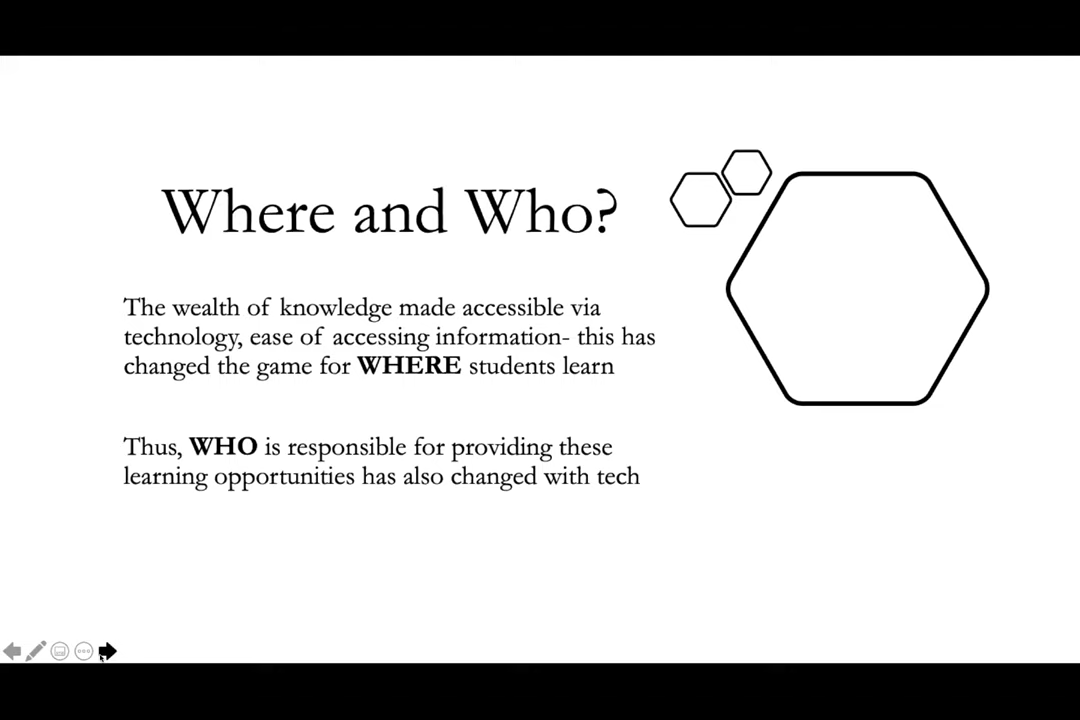 Where and Who?
The wealth of knowledge made accessible via
technology, ease of accessing information- this has
changed the game for WHERE students learn
Thus, WHO is responsible for providing these
learning opportunities has also changed with tech